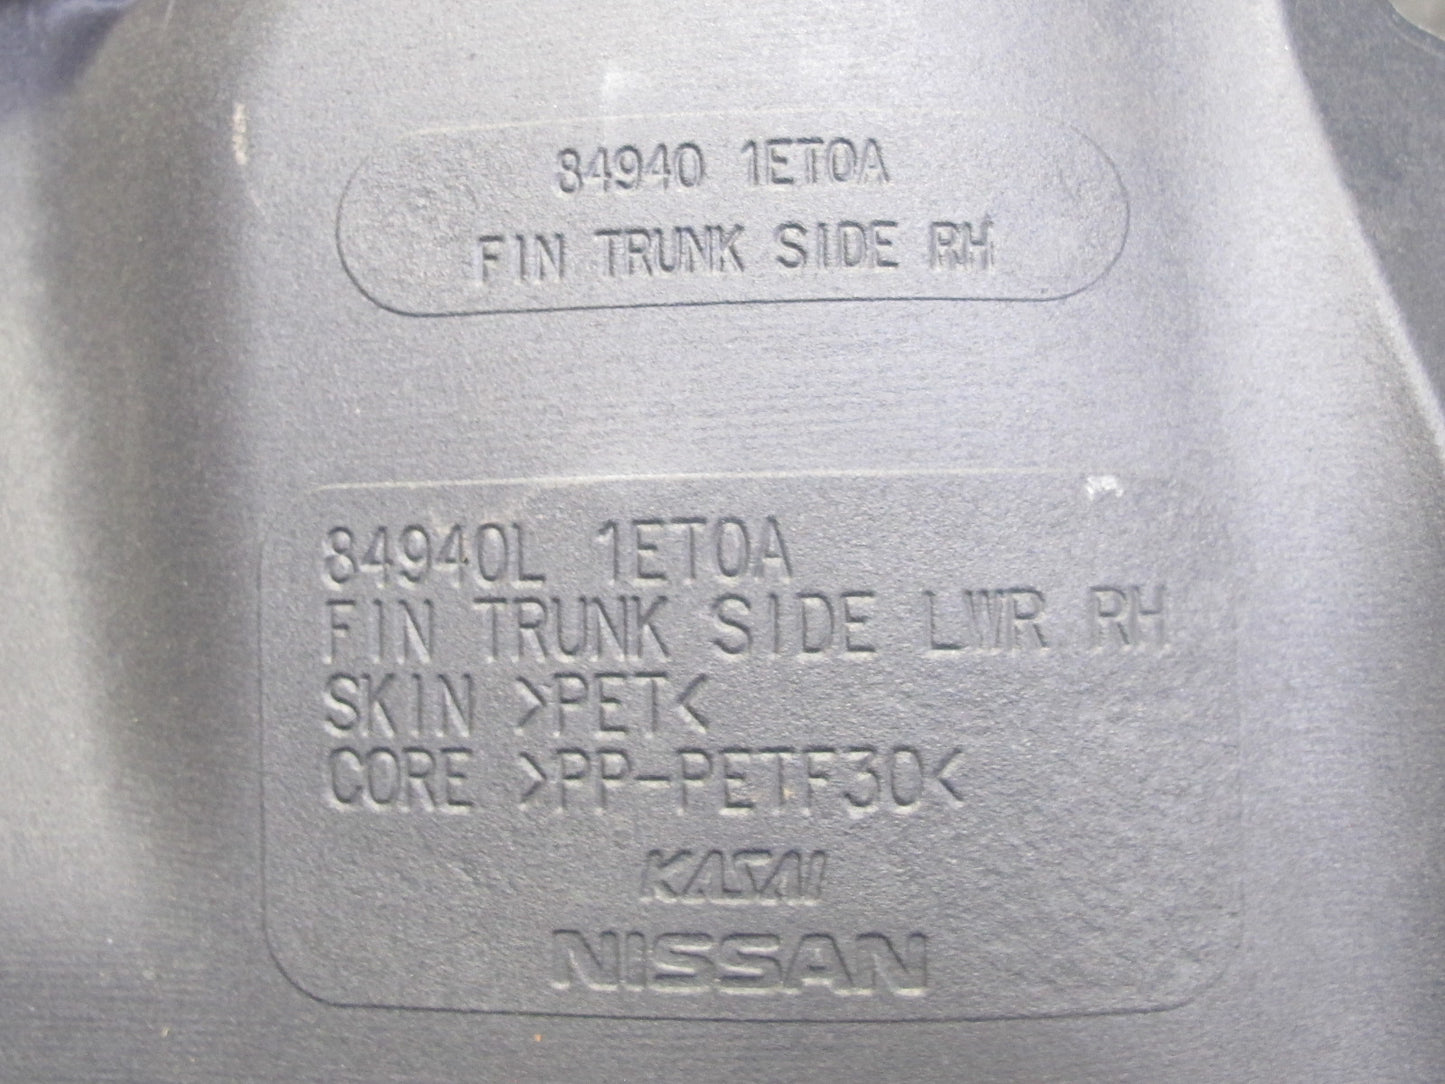 84940 1ET0A
FIN TRUNK SIDE RH
84940L 1ET0A
FIN TRUNK SIDE LWR RH
SKIN >PET<
CORE >PP-PETF30<
KASAI
NISSAN